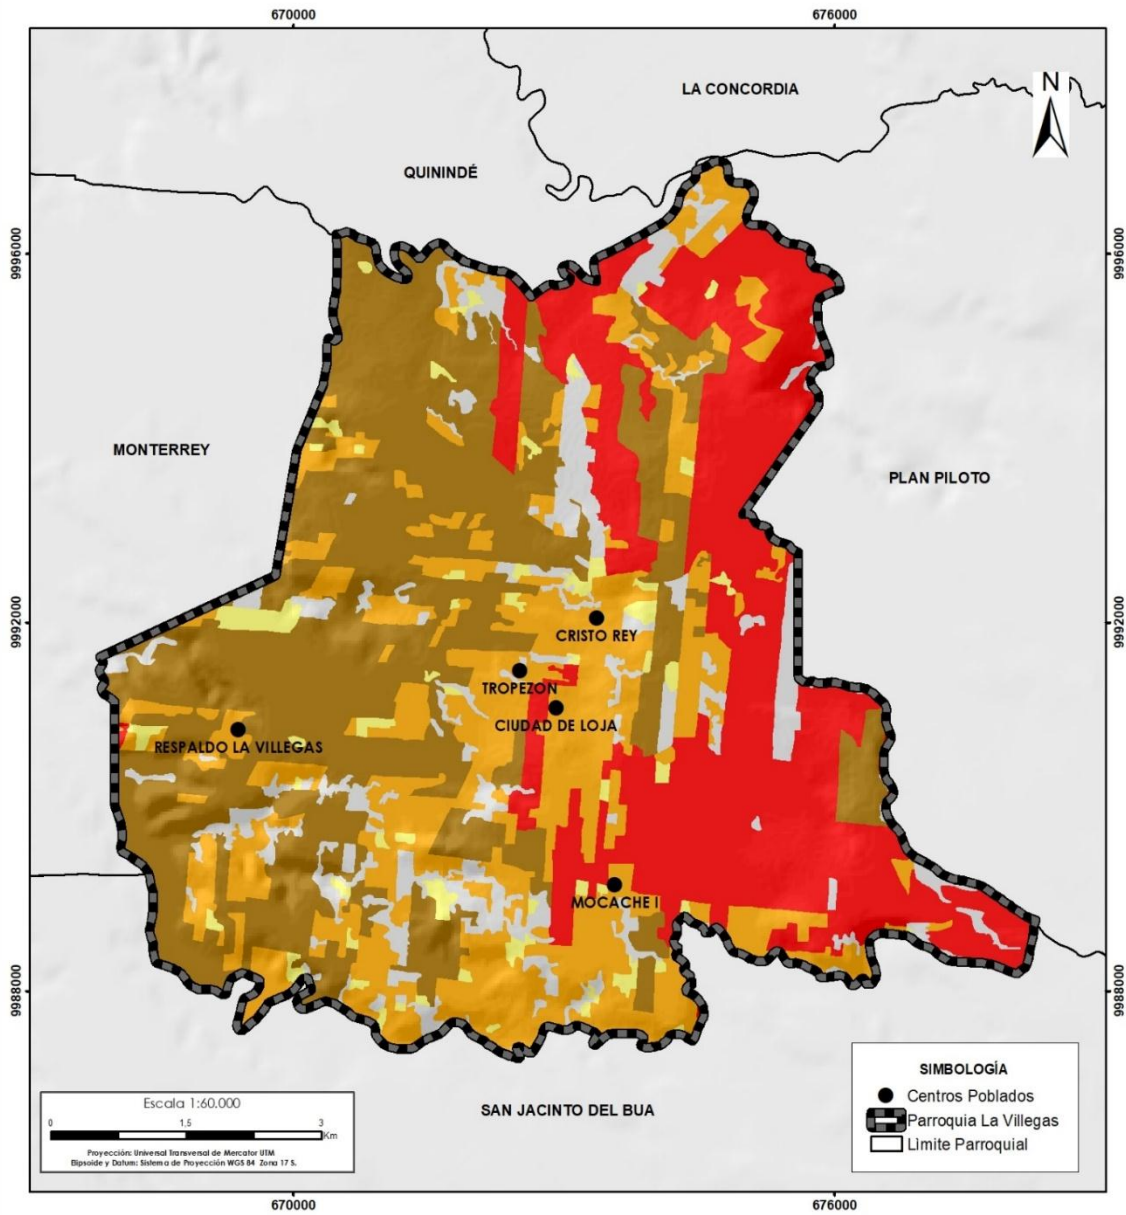 670000
676000
LA CONCORDIA
N
QUININDÉ
9996000
9996000
MONTERREY
PLAN PILOTO
9992000
9992000
CRISTO REY
TROPEZON
CIUDAD DE LOJA
RESPALDO LA VILLEGAS
MOCACHE I
9988000
9988000
SAN JACINTO DEL BUA
SIMBOLOGÍA
Centros Poblados
Parroquia La Villegas
Lìmite Parroquial
Escala 1:60.000
0 1,5 3
Km
Proyección: Universal Transversal de Mercator UTM
Elipsoide y Datum: Sistema de Proyección WGS 84 Zona 17 S.
670000
676000